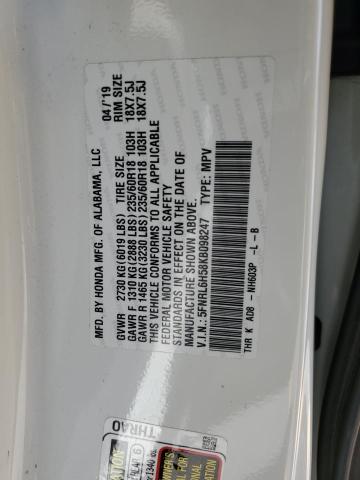 MFD. BY HONDA MFG. OF ALABAMA, LLC 04/'19
GVWR 2730 KG(6019 LBS) TIRE SIZE RIM SIZE
GAWR F 1310 KG(2888 LBS)235/60R18 103H 18X7.5J
GAWR R 1465 KG(3230 LBS)235/60R18 103H 18X7.5J
THIS VEHICLE CONFORMS TO ALL APPLICABLE
FEDERAL MOTOR VEHICLE SAFETY
STANDARDS IN EFFECT ON THE DATE OF
MANUFACTURE SHOWN ABOVE.
V.I.N.: 5FNRL6H58KB098247 TYPE: MPV
THR K AD8 - NH603P -L-B
THRA0